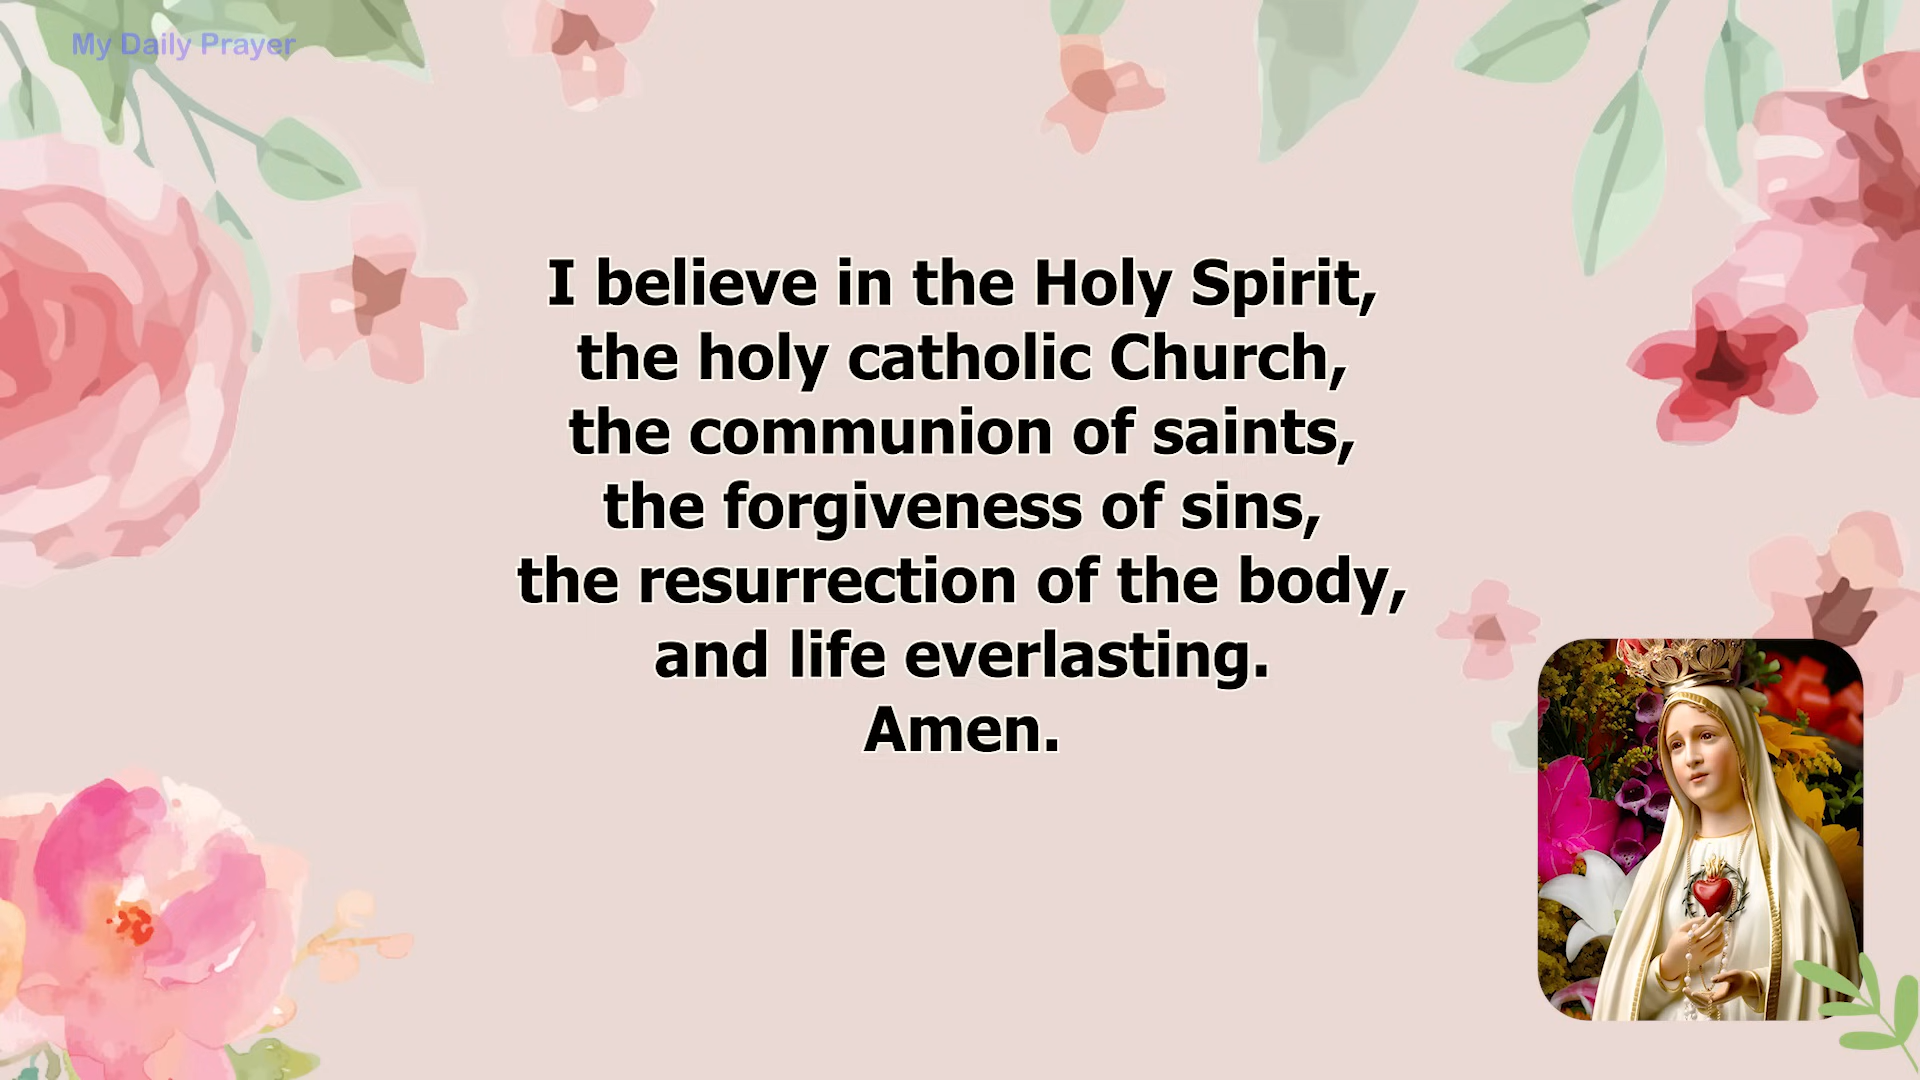 My Daily Prayer
I believe in the Holy Spirit,
the holy catholic Church,
the communion of saints,
the forgiveness of sins,
the resurrection of the body,
and life everlasting.
Amen.